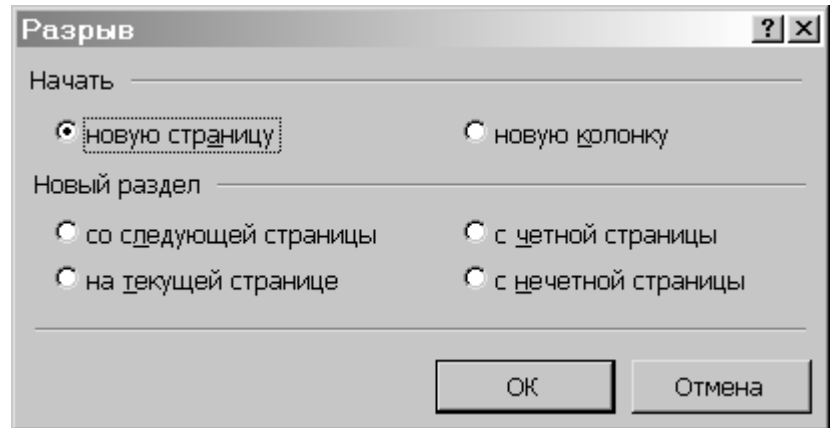 Разрыв
Начать
новую страницу новую колонку
Новый раздел
со следующей страницы с четной страницы
на текущей странице с нечетной страницы
ОК Отмена